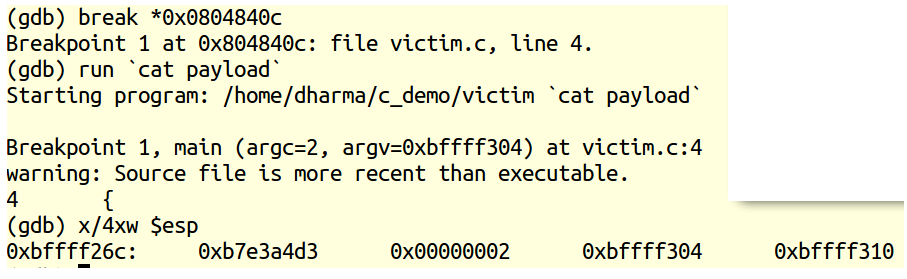 (gdb) break *0x0804840c
Breakpoint 1 at 0x804840c: file victim.c, line 4.
(gdb) run `cat payload`
Starting program: /home/dharma/c_demo/victim `cat payload`
Breakpoint 1, main (argc=2, argv=0xbffff304) at victim.c:4
warning: Source file is more recent than executable.
4 {
(gdb) x/4xw $esp
0xbffff26c: 0xb7e3a4d3 0x00000002 0xbffff304 0xbffff310